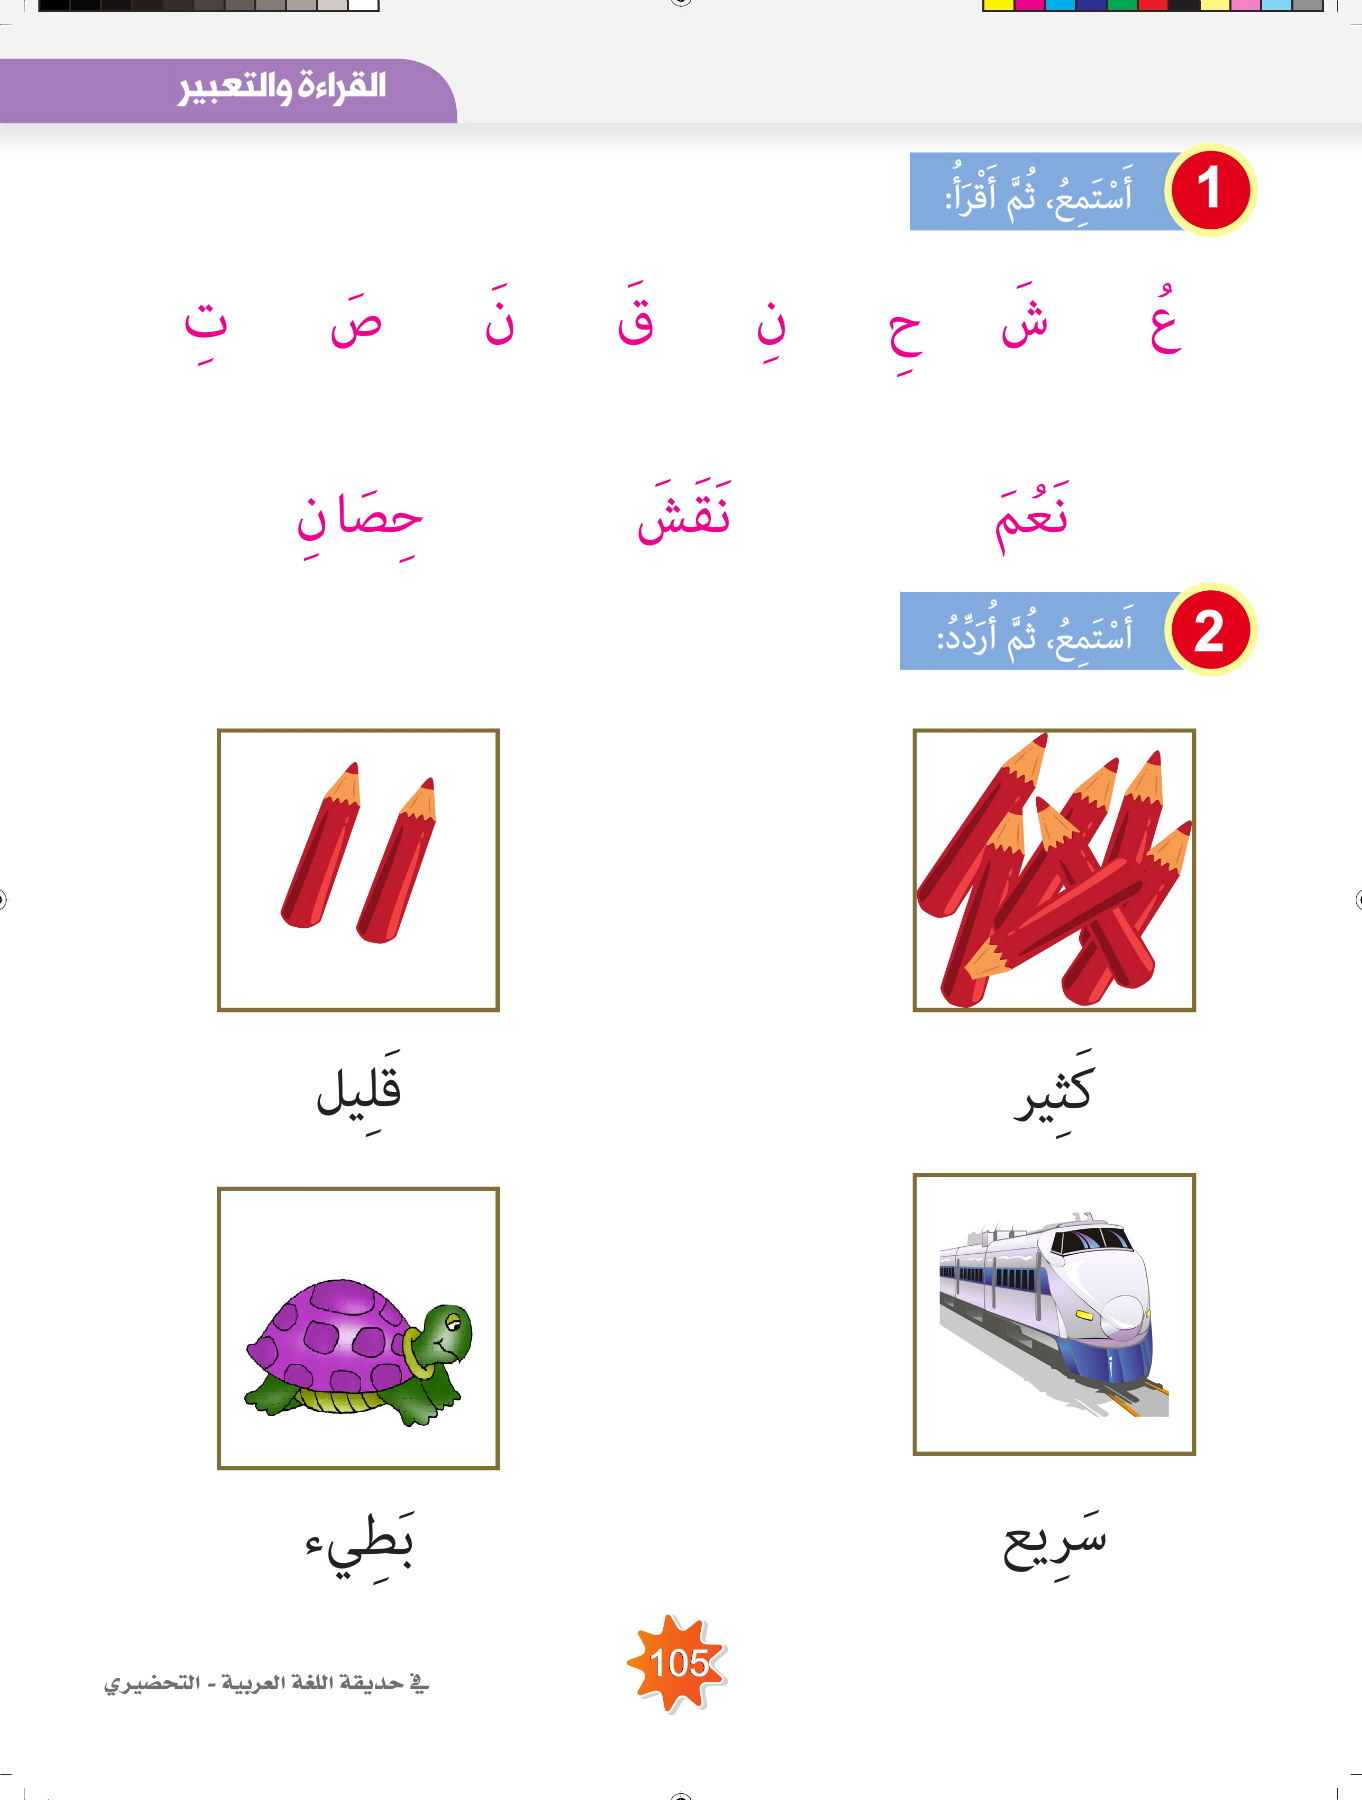 القراءة والتعبير
1 أَسْتَمِعُ، ثُمَّ أَقْرَأُ:
عُ شَ حِ نِ قَ نَ صَ تِ
نَعُمَ نَقَشَ حِصَانِ
2 أَسْتَمِعُ، ثُمَّ أُرَدِّدُ:
كَثِير قَلِيل
سَرِيع بَطِيء
105
في حديقة اللغة العربية - التحضيري